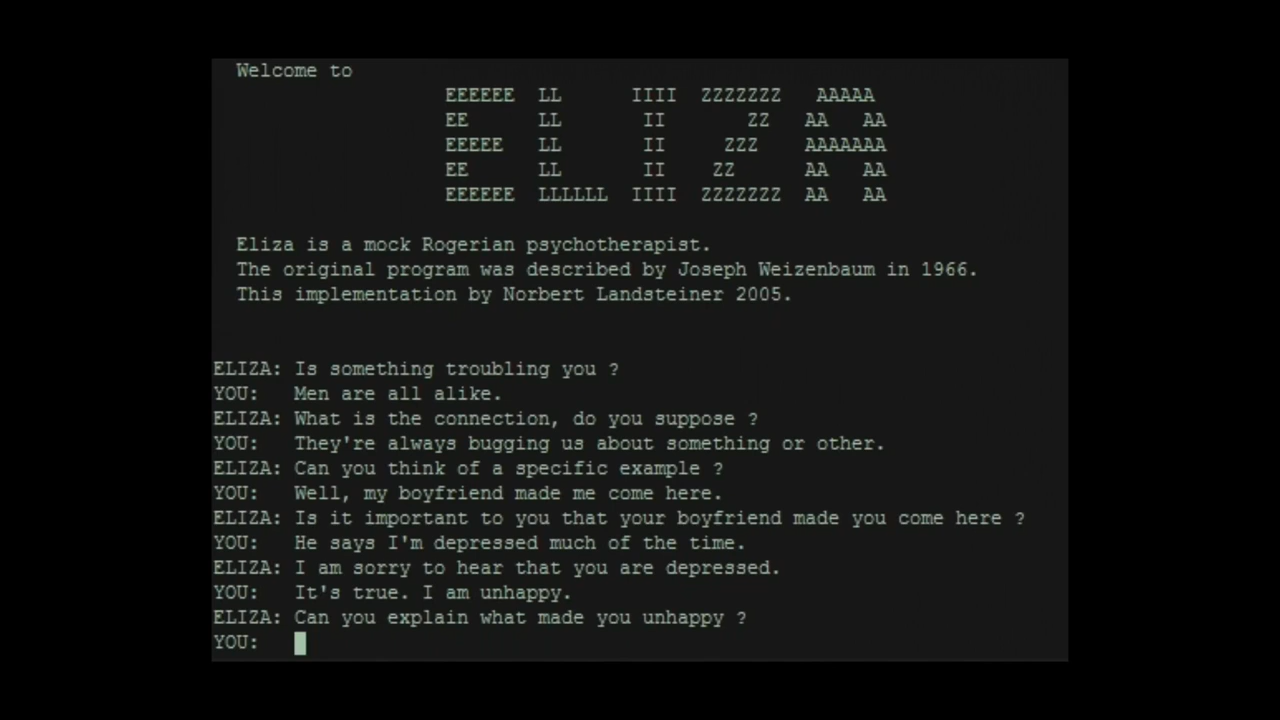 Welcome to
EEEEEE  LL      IIII  ZZZZZZZ   AAAAA
EE      LL       II       ZZ   AA   AA
EEEEE   LL       II     ZZZ    AAAAAAA
EE      LL       II    ZZ      AA   AA
EEEEEE  LLLLLL  IIII  ZZZZZZZ  AA   AA
Eliza is a mock Rogerian psychotherapist.
The original program was described by Joseph Weizenbaum in 1966.
This implementation by Norbert Landsteiner 2005.
ELIZA: Is something troubling you ?
YOU:   Men are all alike.
ELIZA: What is the connection, do you suppose ?
YOU:   They're always bugging us about something or other.
ELIZA: Can you think of a specific example ?
YOU:   Well, my boyfriend made me come here.
ELIZA: Is it important to you that your boyfriend made you come here ?
YOU:   He says I'm depressed much of the time.
ELIZA: I am sorry to hear that you are depressed.
YOU:   It's true. I am unhappy.
ELIZA: Can you explain what made you unhappy ?
YOU: